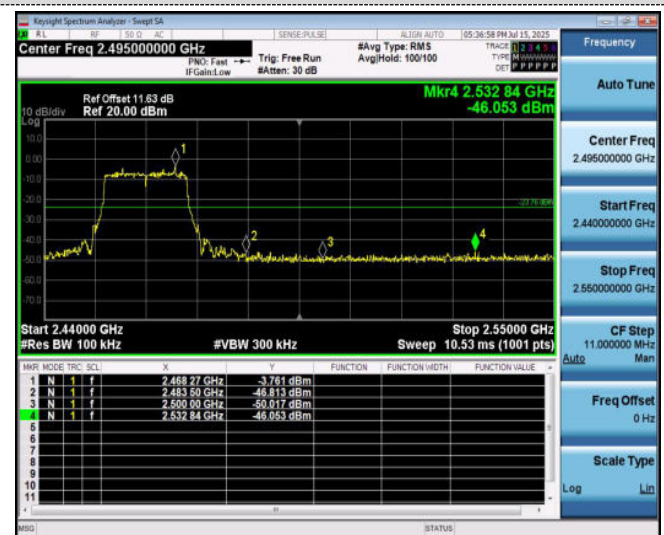 Keysight Spectrum Analyzer - Swept SA
RL RF 50 Ω AC SENSE:PULSE ALIGN AUTO 05:36:58 PM Jul 15, 2025
Center Freq 2.495000000 GHz #Avg Type: RMS TRACE 1 2 3 4 5 6
PNO: Fast Trig: Free Run Avg|Hold: 100/100 TYPE M
IFGain:Low #Atten: 30 dB DET P P P P P P
Frequency
Auto Tune
Mkr4 2.532 84 GHz
Ref Offset 11.63 dB
10 dB/div Ref 20.00 dBm -46.053 dBm
Log
10.0
0.00
-10.0
-20.0
-30.0
-40.0
-50.0
-60.0
-70.0
1
2
3
4
-23.76 dBm
Start 2.44000 GHz Stop 2.55000 GHz
#Res BW 100 kHz #VBW 300 kHz Sweep 10.53 ms (1001 pts)
MKR MODE TRC SCL X Y FUNCTION FUNCTION WIDTH FUNCTION VALUE
1 N 1 f 2.468 27 GHz -3.761 dBm
2 N 1 f 2.483 50 GHz -46.813 dBm
3 N 1 f 2.500 00 GHz -50.017 dBm
4 N 1 f 2.532 84 GHz -46.053 dBm
5
6
7
8
9
10
11
Center Freq
2.495000000 GHz
Start Freq
2.440000000 GHz
Stop Freq
2.550000000 GHz
CF Step
11.000000 MHz
Auto Man
Freq Offset
0 Hz
Scale Type
Log Lin
MSG STATUS